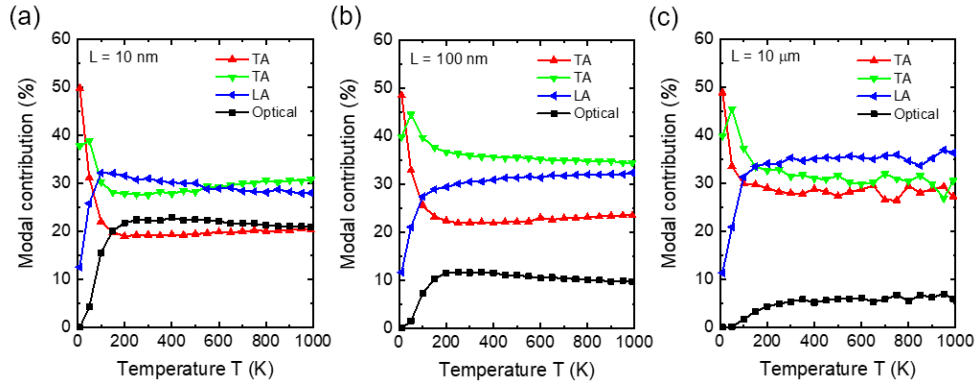 (a)
L = 10 nm
TA
TA
LA
Optical
Modal contribution (%)
60
50
40
30
20
10
0
0 200 400 600 800 1000
Temperature T (K)
(b)
L = 100 nm
TA
TA
LA
Optical
Modal contribution (%)
60
50
40
30
20
10
0
0 200 400 600 800 1000
Temperature T (K)
(c)
L = 10 μm
TA
TA
LA
Optical
Modal contribution (%)
60
50
40
30
20
10
0
0 200 400 600 800 1000
Temperature T (K)